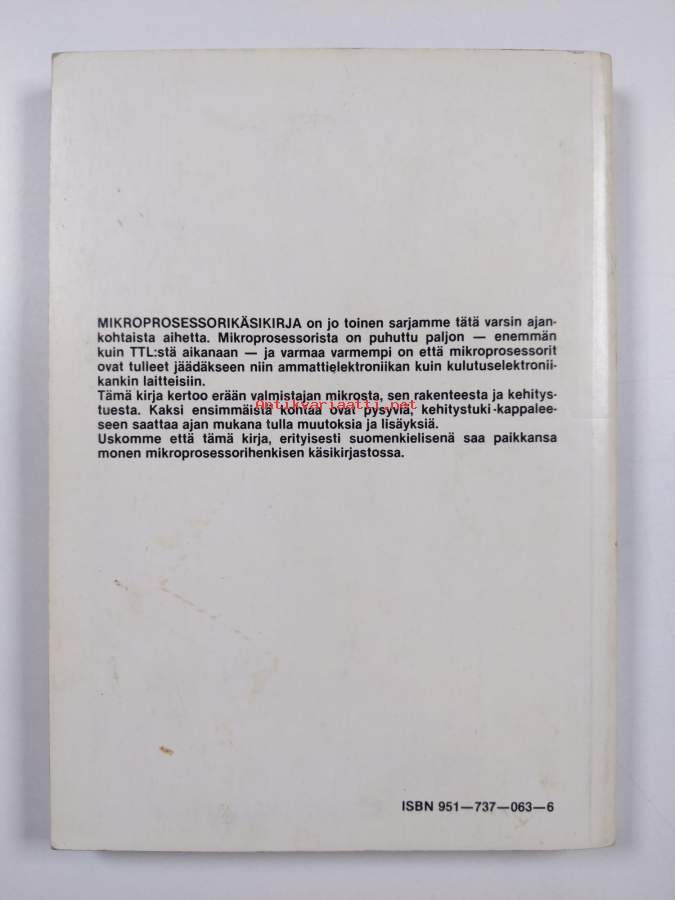 MIKROPROSESSORIKÄSIKIRJA on jo toinen sarjamme tätä varsin ajan-
kohtaista aihetta. Mikroprosessorista on puhuttu paljon — enemmän
kuin TTL:stä aikanaan — ja varmaa varmempi on että mikroprosessorit
ovat tulleet jäädäkseen niin ammattielektroniikan kuin kulutuselektronii-
kankin laitteisiin.
Tämä kirja kertoo erään valmistajan mikrosta, sen rakenteesta ja kehitys-
tuesta. Kaksi ensimmäistä kohtaa ovat pysyviä, kehitystuki-kappalee-
seen saattaa ajan mukana tulla muutoksia ja lisäyksiä.
Uskomme että tämä kirja, erityisesti suomenkielisenä saa paikkansa
monen mikroprosessorihenkisen käsikirjastossa.
Antikvariaatti.net
ISBN 951—737—063—6